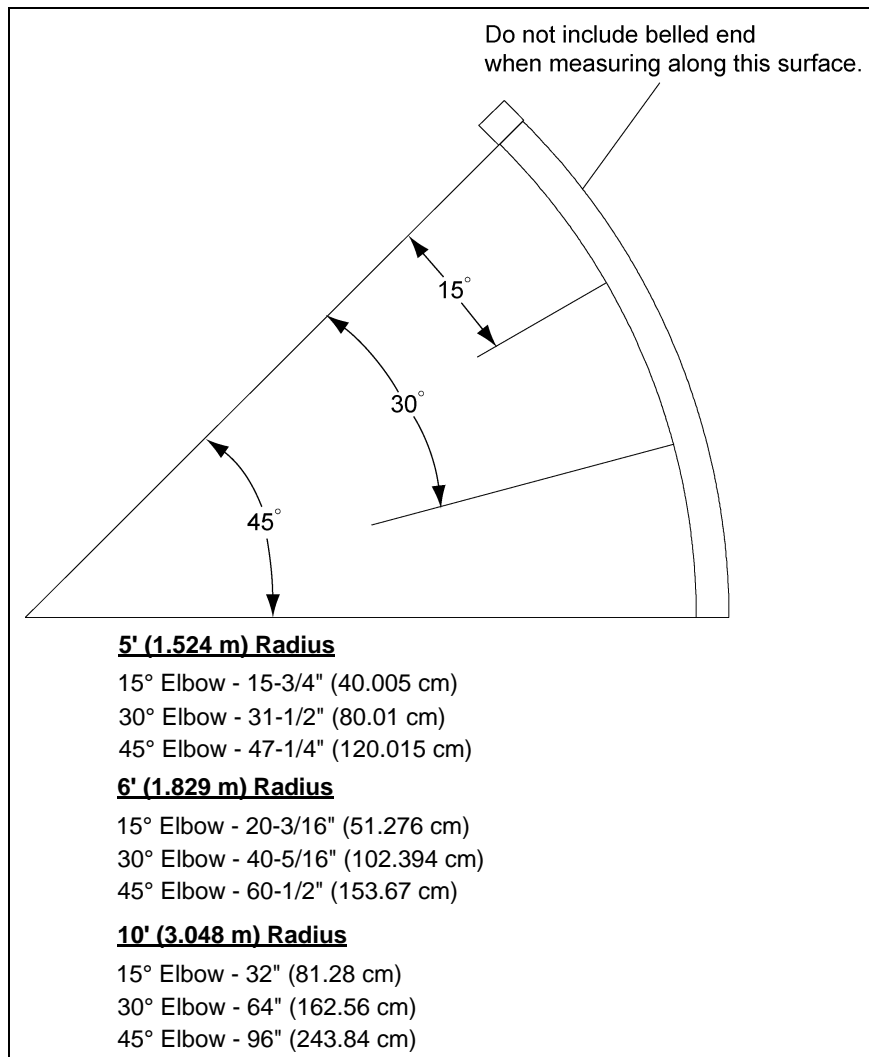 Do not include belled end
when measuring along this surface.
15°
30°
45°
5' (1.524 m) Radius
15° Elbow - 15-3/4" (40.005 cm)
30° Elbow - 31-1/2" (80.01 cm)
45° Elbow - 47-1/4" (120.015 cm)
6' (1.829 m) Radius
15° Elbow - 20-3/16" (51.276 cm)
30° Elbow - 40-5/16" (102.394 cm)
45° Elbow - 60-1/2" (153.67 cm)
10' (3.048 m) Radius
15° Elbow - 32" (81.28 cm)
30° Elbow - 64" (162.56 cm)
45° Elbow - 96" (243.84 cm)